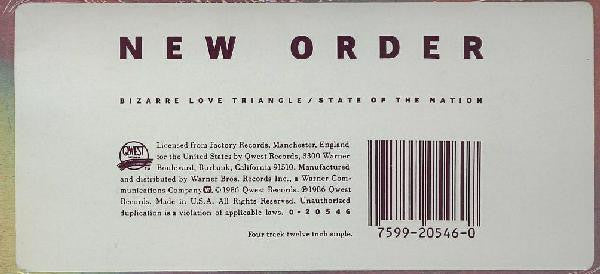 NEW ORDER
BIZARRE LOVE TRIANGLE/STATE OF THE NATION
QWEST
Licensed from Factory Records, Manchester, England
for the United States by Qwest Records, 3300 Warner
Boulevard, Burbank, California 91510. Manufactured
and distributed by Warner Bros. Records Inc., a Warner Com-
munications Company. ©1986 Qwest Records. ℗1986 Qwest
Records. Made in U.S.A. All Rights Reserved. Unauthorized
duplication is a violation of applicable laws. 0-20546
Four track twelve inch single.
7599-20546-0